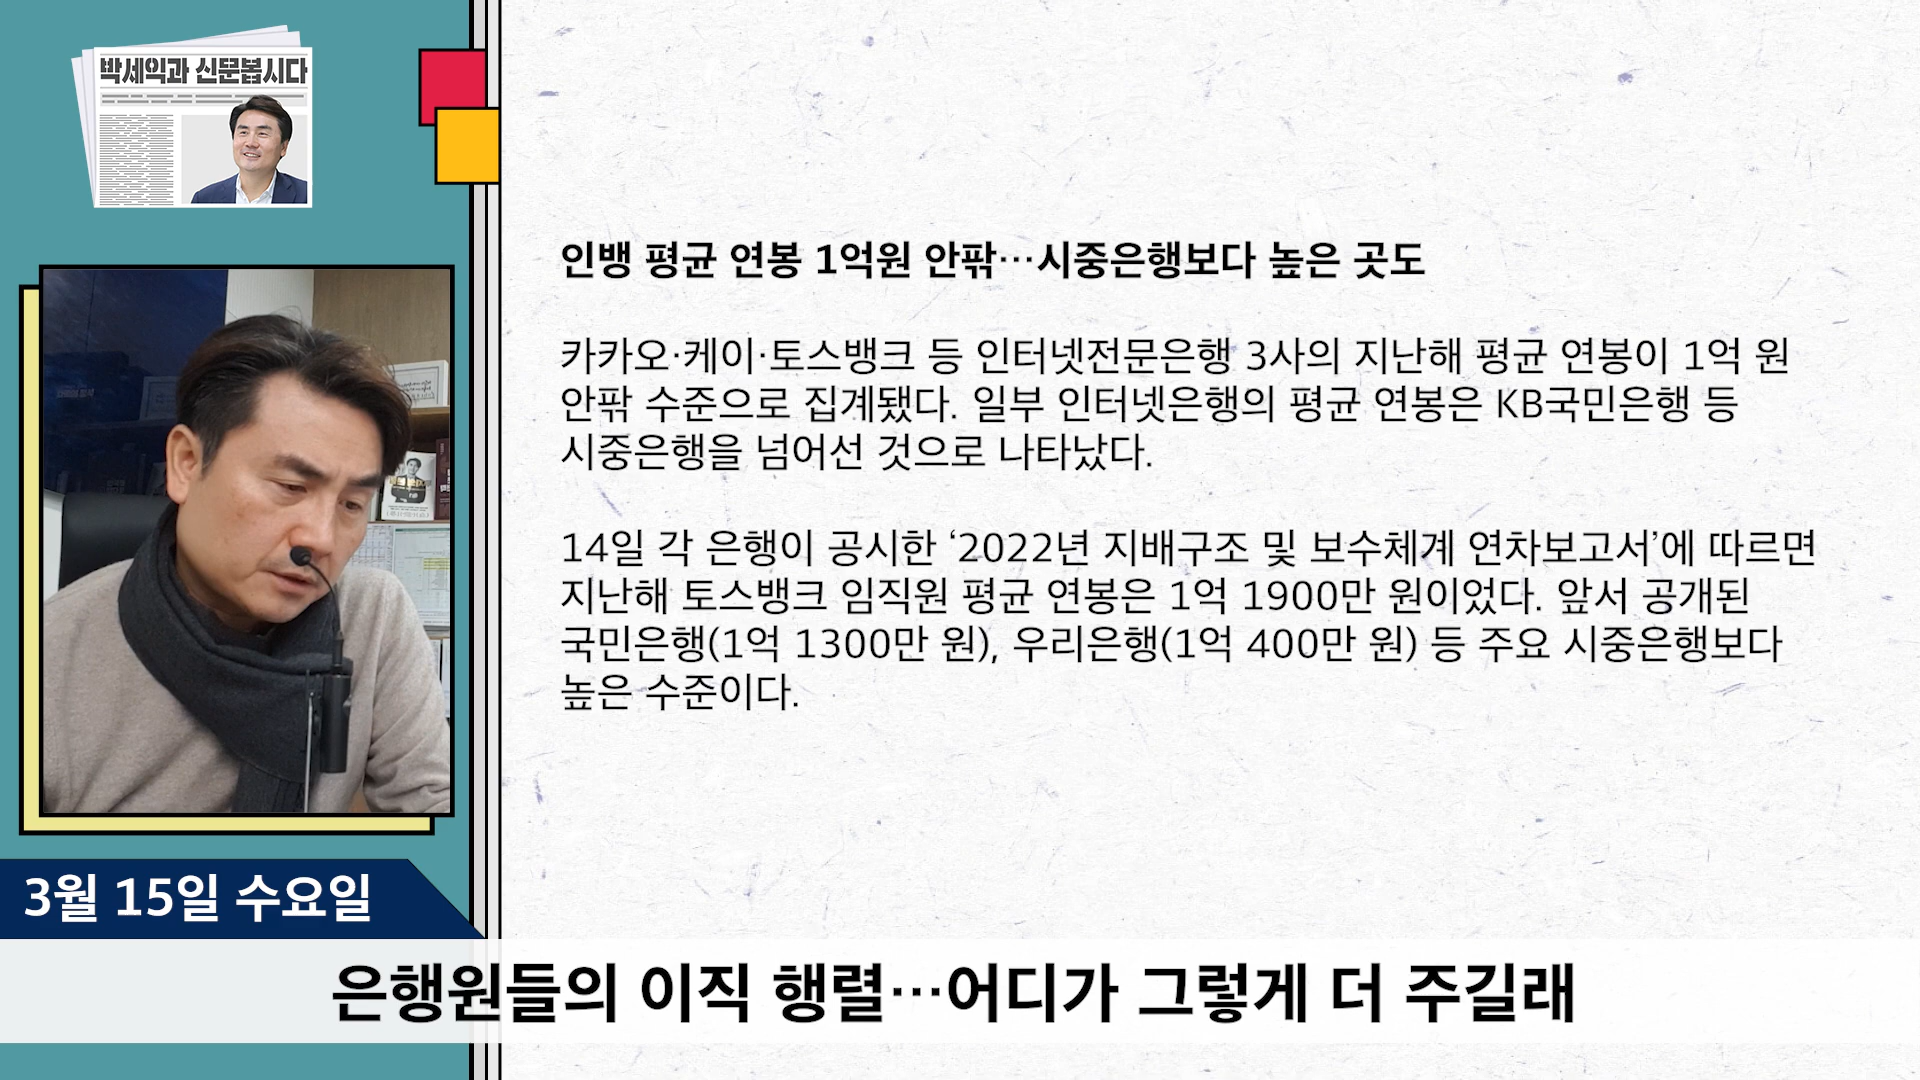 박세익과 신문봅시다
인뱅 평균 연봉 1억원 안팎…시중은행보다 높은 곳도
카카오·케이·토스뱅크 등 인터넷전문은행 3사의 지난해 평균 연봉이 1억 원
안팎 수준으로 집계됐다. 일부 인터넷은행의 평균 연봉은 KB국민은행 등
시중은행을 넘어선 것으로 나타났다.
14일 각 은행이 공시한 ‘2022년 지배구조 및 보수체계 연차보고서’에 따르면
지난해 토스뱅크 임직원 평균 연봉은 1억 1900만 원이었다. 앞서 공개된
국민은행(1억 1300만 원), 우리은행(1억 400만 원) 등 주요 시중은행보다
높은 수준이다.
3월 15일 수요일
은행원들의 이직 행렬…어디가 그렇게 더 주길래